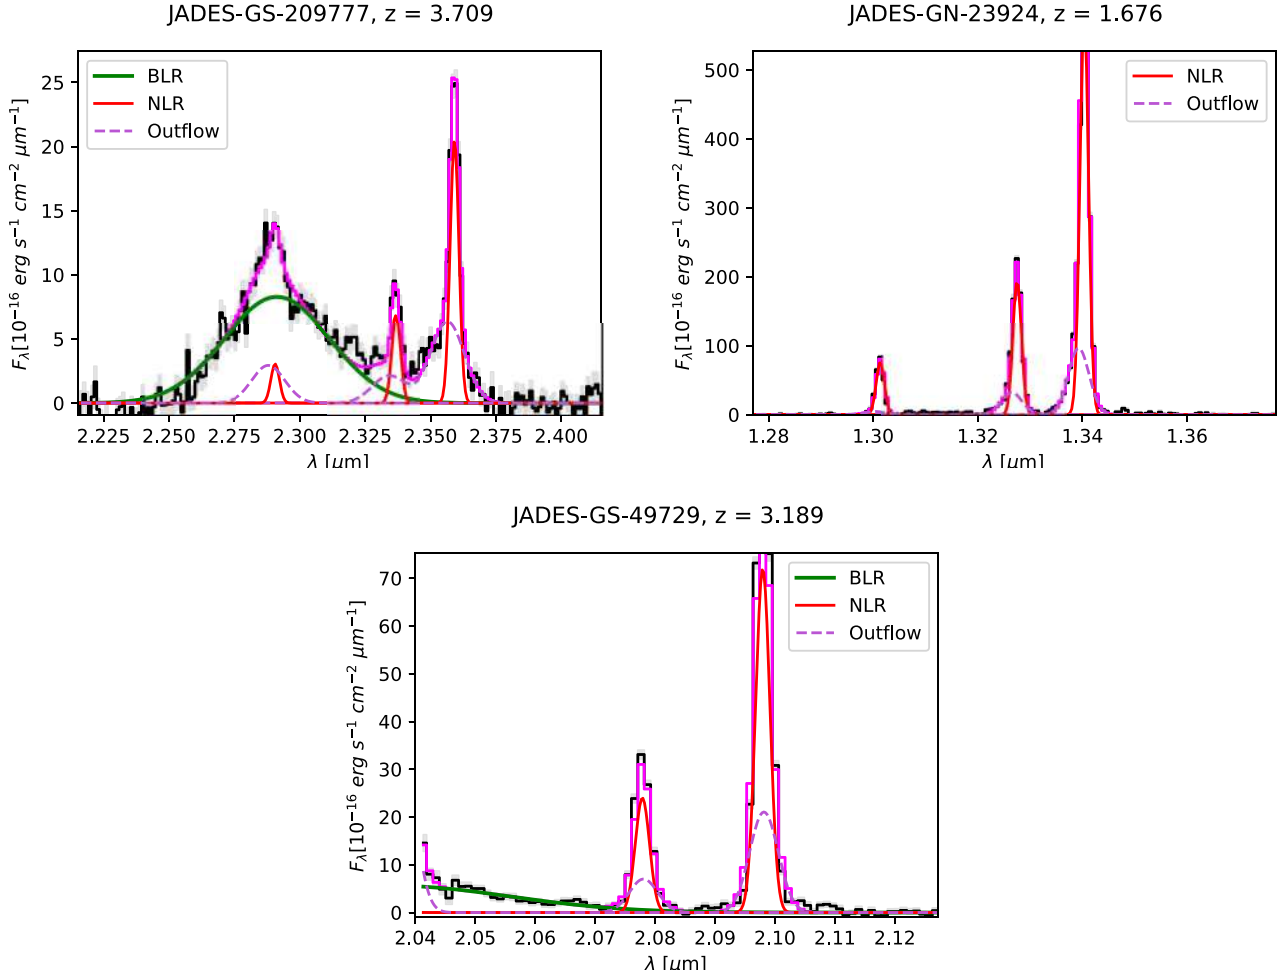 JADES-GS-209777, z = 3.709
BLR
NLR
Outflow
25
20
15
10
5
0
F_λ[10^{-16} erg s^{-1} cm^{-2} μm^{-1}]
2.225 2.250 2.275 2.300 2.325 2.350 2.375 2.400
λ [μm]
JADES-GN-23924, z = 1.676
NLR
Outflow
500
400
300
200
100
0
F_λ[10^{-16} erg s^{-1} cm^{-2} μm^{-1}]
1.28 1.30 1.32 1.34 1.36
λ [μm]
JADES-GS-49729, z = 3.189
BLR
NLR
Outflow
70
60
50
40
30
20
10
0
F_λ[10^{-16} erg s^{-1} cm^{-2} μm^{-1}]
2.04 2.05 2.06 2.07 2.08 2.09 2.10 2.11 2.12
λ [μm]